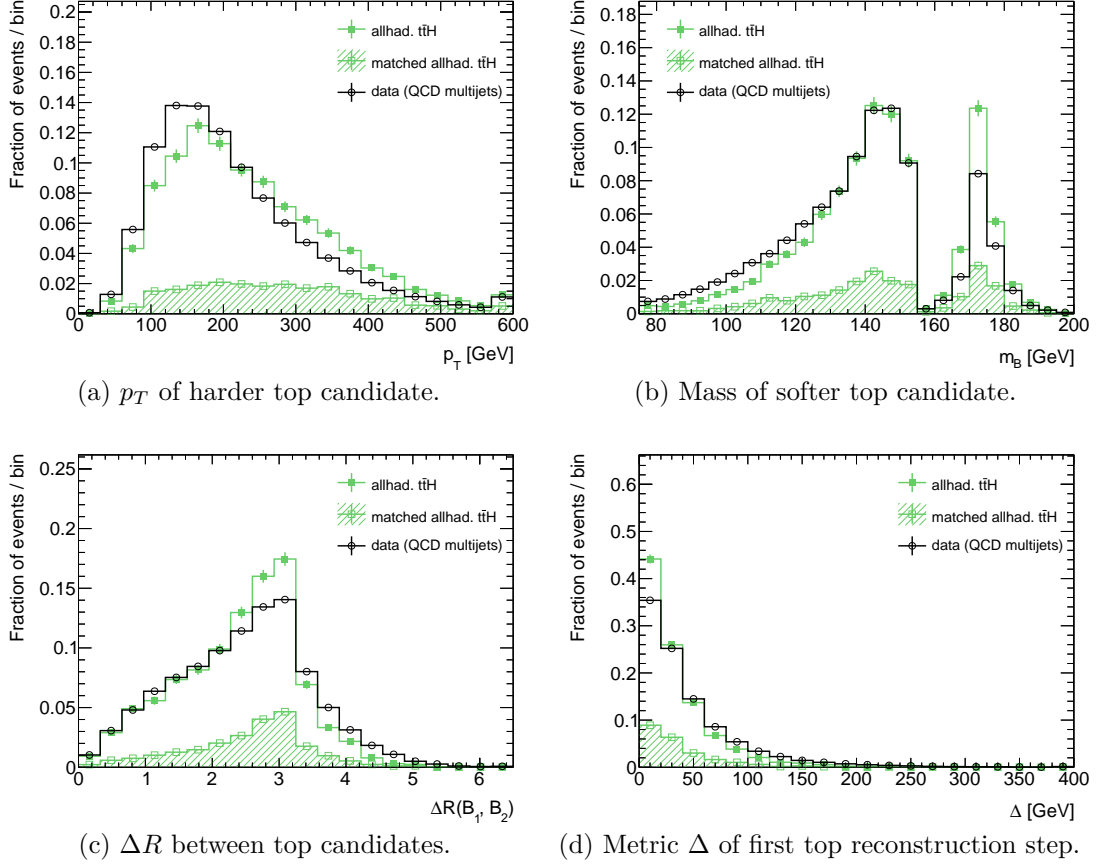 Fraction of events / bin
0.2
0.18
0.16
0.14
0.12
0.1
0.08
0.06
0.04
0.02
0
allhad. tt̄H
matched allhad. tt̄H
data (QCD multijets)
0 100 200 300 400 500 600
p_T [GeV]
(a) p_T of harder top candidate.
Fraction of events / bin
0.2
0.18
0.16
0.14
0.12
0.1
0.08
0.06
0.04
0.02
0
allhad. tt̄H
matched allhad. tt̄H
data (QCD multijets)
80 100 120 140 160 180 200
m_B [GeV]
(b) Mass of softer top candidate.
Fraction of events / bin
0.25
0.2
0.15
0.1
0.05
0
allhad. tt̄H
matched allhad. tt̄H
data (QCD multijets)
0 1 2 3 4 5 6
ΔR(B_1, B_2)
(c) ΔR between top candidates.
Fraction of events / bin
0.6
0.5
0.4
0.3
0.2
0.1
0
allhad. tt̄H
matched allhad. tt̄H
data (QCD multijets)
0 50 100 150 200 250 300 350 400
Δ [GeV]
(d) Metric Δ of first top reconstruction step.